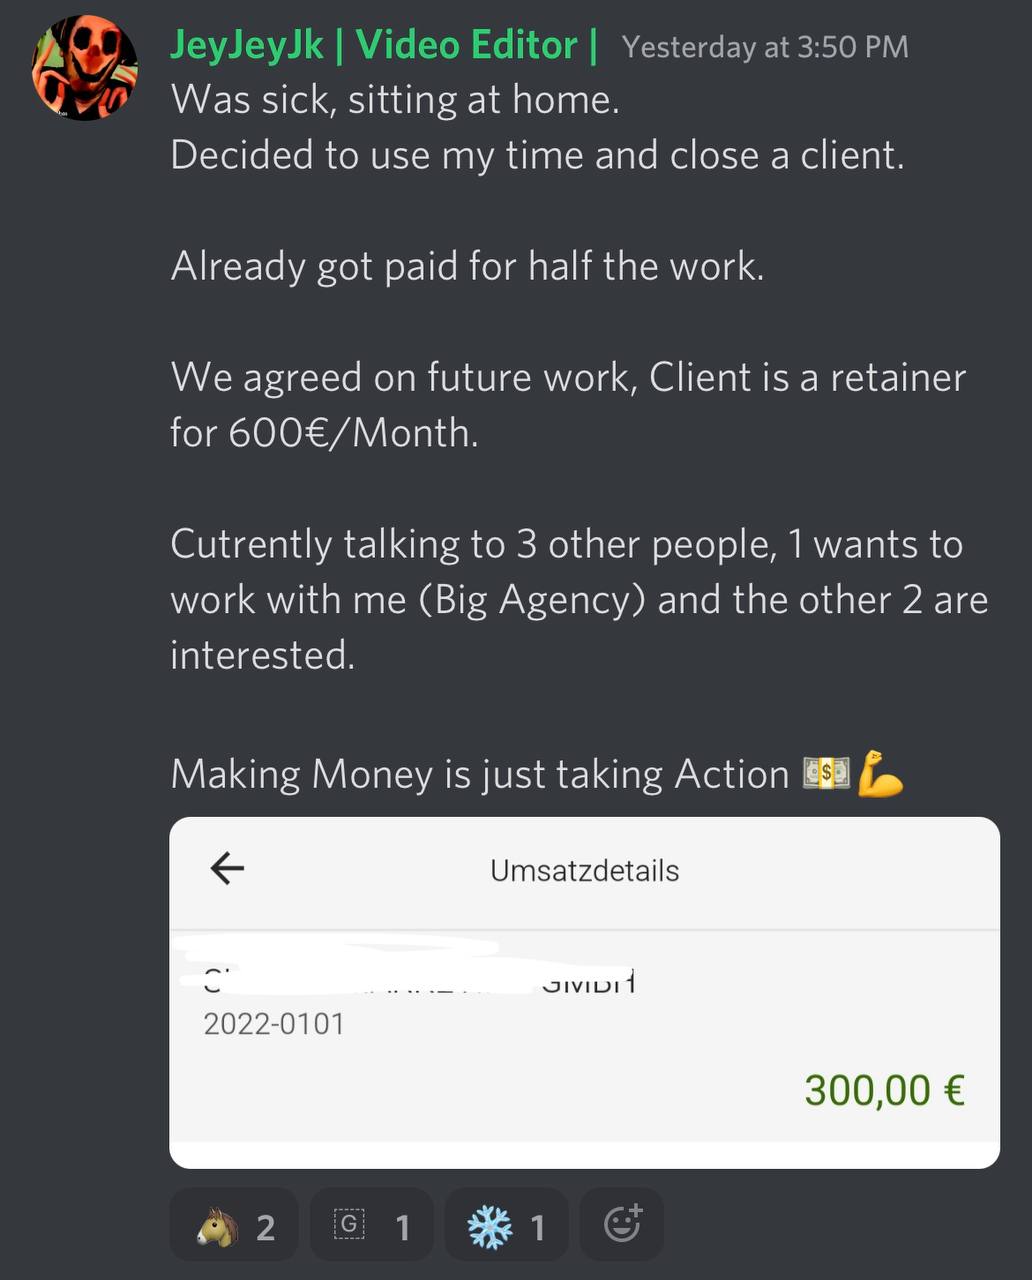 JeyJeyJk | Video Editor | Yesterday at 3:50 PM
Was sick, sitting at home.
Decided to use my time and close a client.
Already got paid for half the work.
We agreed on future work, Client is a retainer
for 600€/Month.
Cutrently talking to 3 other people, 1 wants to
work with me (Big Agency) and the other 2 are
interested.
Making Money is just taking Action 💵💪
Umsatzdetails
GMBH
2022-0101
300,00 €
2 G 1 1